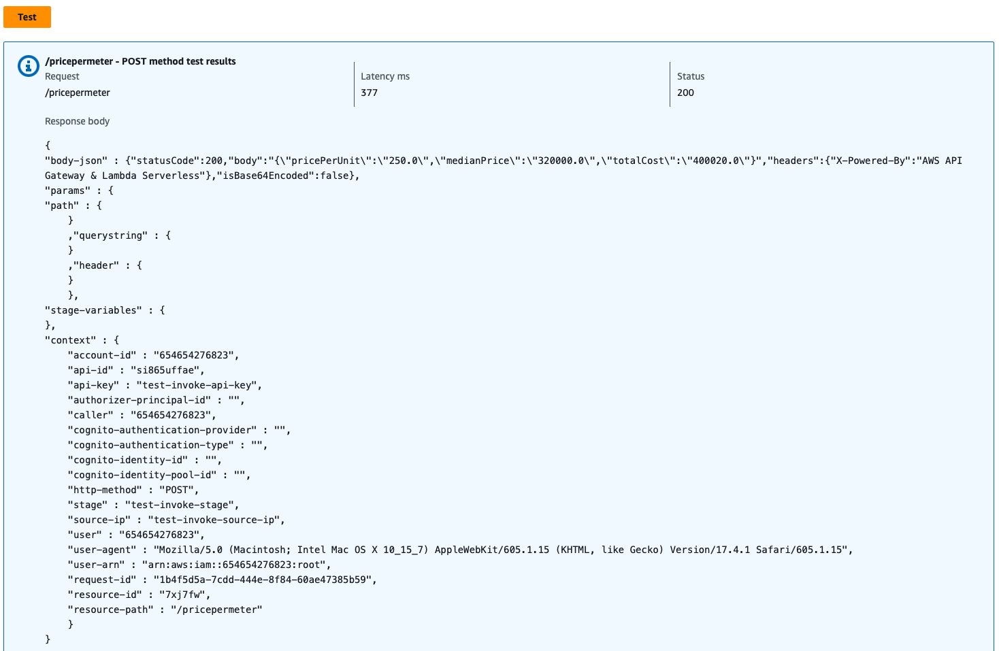 Test
/pricepermeter - POST method test results
Request
/pricepermeter
Latency ms
377
Status
200
Response body
{
"body-json" : {"statusCode":200,"body":"{\"pricePerUnit\":\"250.0\",\"medianPrice\":\"320000.0\",\"totalCost\":\"400020.0\"}","headers":{"X-Powered-By":"AWS API
Gateway & Lambda Serverless"},"isBase64Encoded":false},
"params" : {
"path" : {
    }
    ,"querystring" : {
    }
    ,"header" : {
    }
    },
"stage-variables" : {
},
"context" : {
    "account-id" : "654654276823",
    "api-id" : "si865uffae",
    "api-key" : "test-invoke-api-key",
    "authorizer-principal-id" : "",
    "caller" : "654654276823",
    "cognito-authentication-provider" : "",
    "cognito-authentication-type" : "",
    "cognito-identity-id" : "",
    "cognito-identity-pool-id" : "",
    "http-method" : "POST",
    "stage" : "test-invoke-stage",
    "source-ip" : "test-invoke-source-ip",
    "user" : "654654276823",
    "user-agent" : "Mozilla/5.0 (Macintosh; Intel Mac OS X 10_15_7) AppleWebKit/605.1.15 (KHTML, like Gecko) Version/17.4.1 Safari/605.1.15",
    "user-arn" : "arn:aws:iam::654654276823:root",
    "request-id" : "1b4f5d5a-7cdd-444e-8f84-60ae47385b59",
    "resource-id" : "7xj7fw",
    "resource-path" : "/pricepermeter"
    }
}